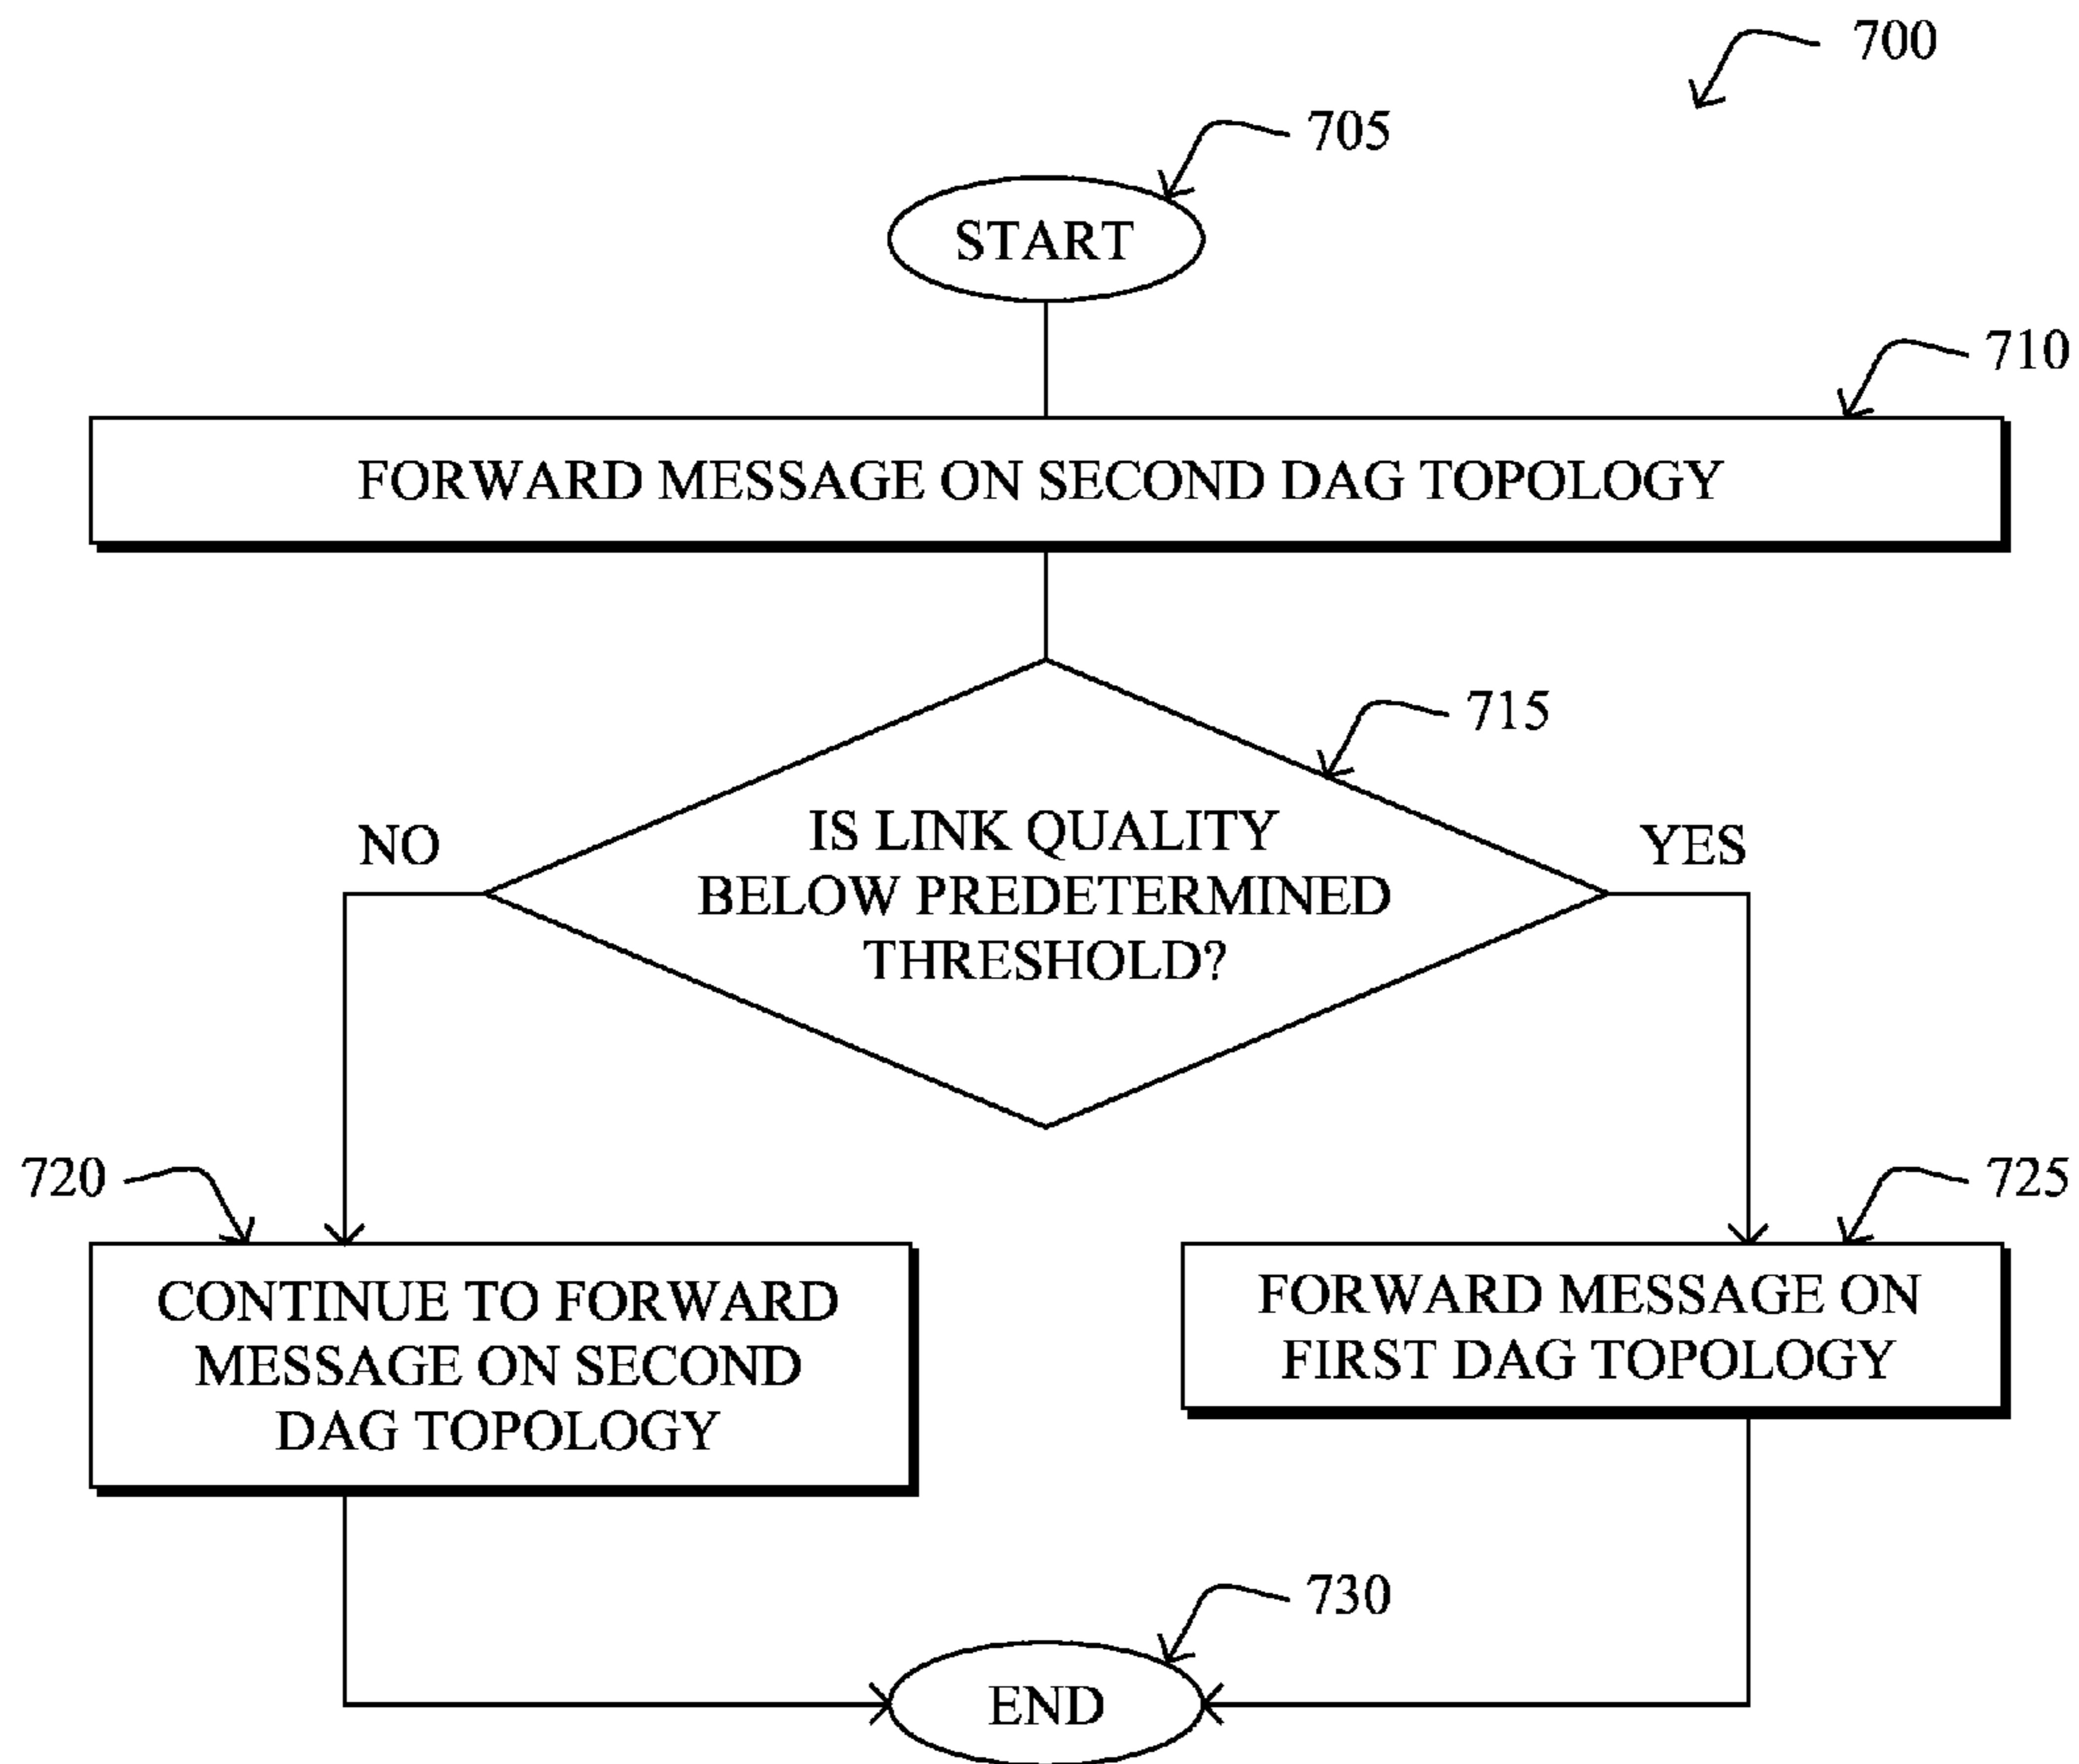 700
705
START
710
FORWARD MESSAGE ON SECOND DAG TOPOLOGY
715
IS LINK QUALITY
BELOW PREDETERMINED
THRESHOLD?
NO
YES
720
725
CONTINUE TO FORWARD
MESSAGE ON SECOND
DAG TOPOLOGY
FORWARD MESSAGE ON
FIRST DAG TOPOLOGY
730
END